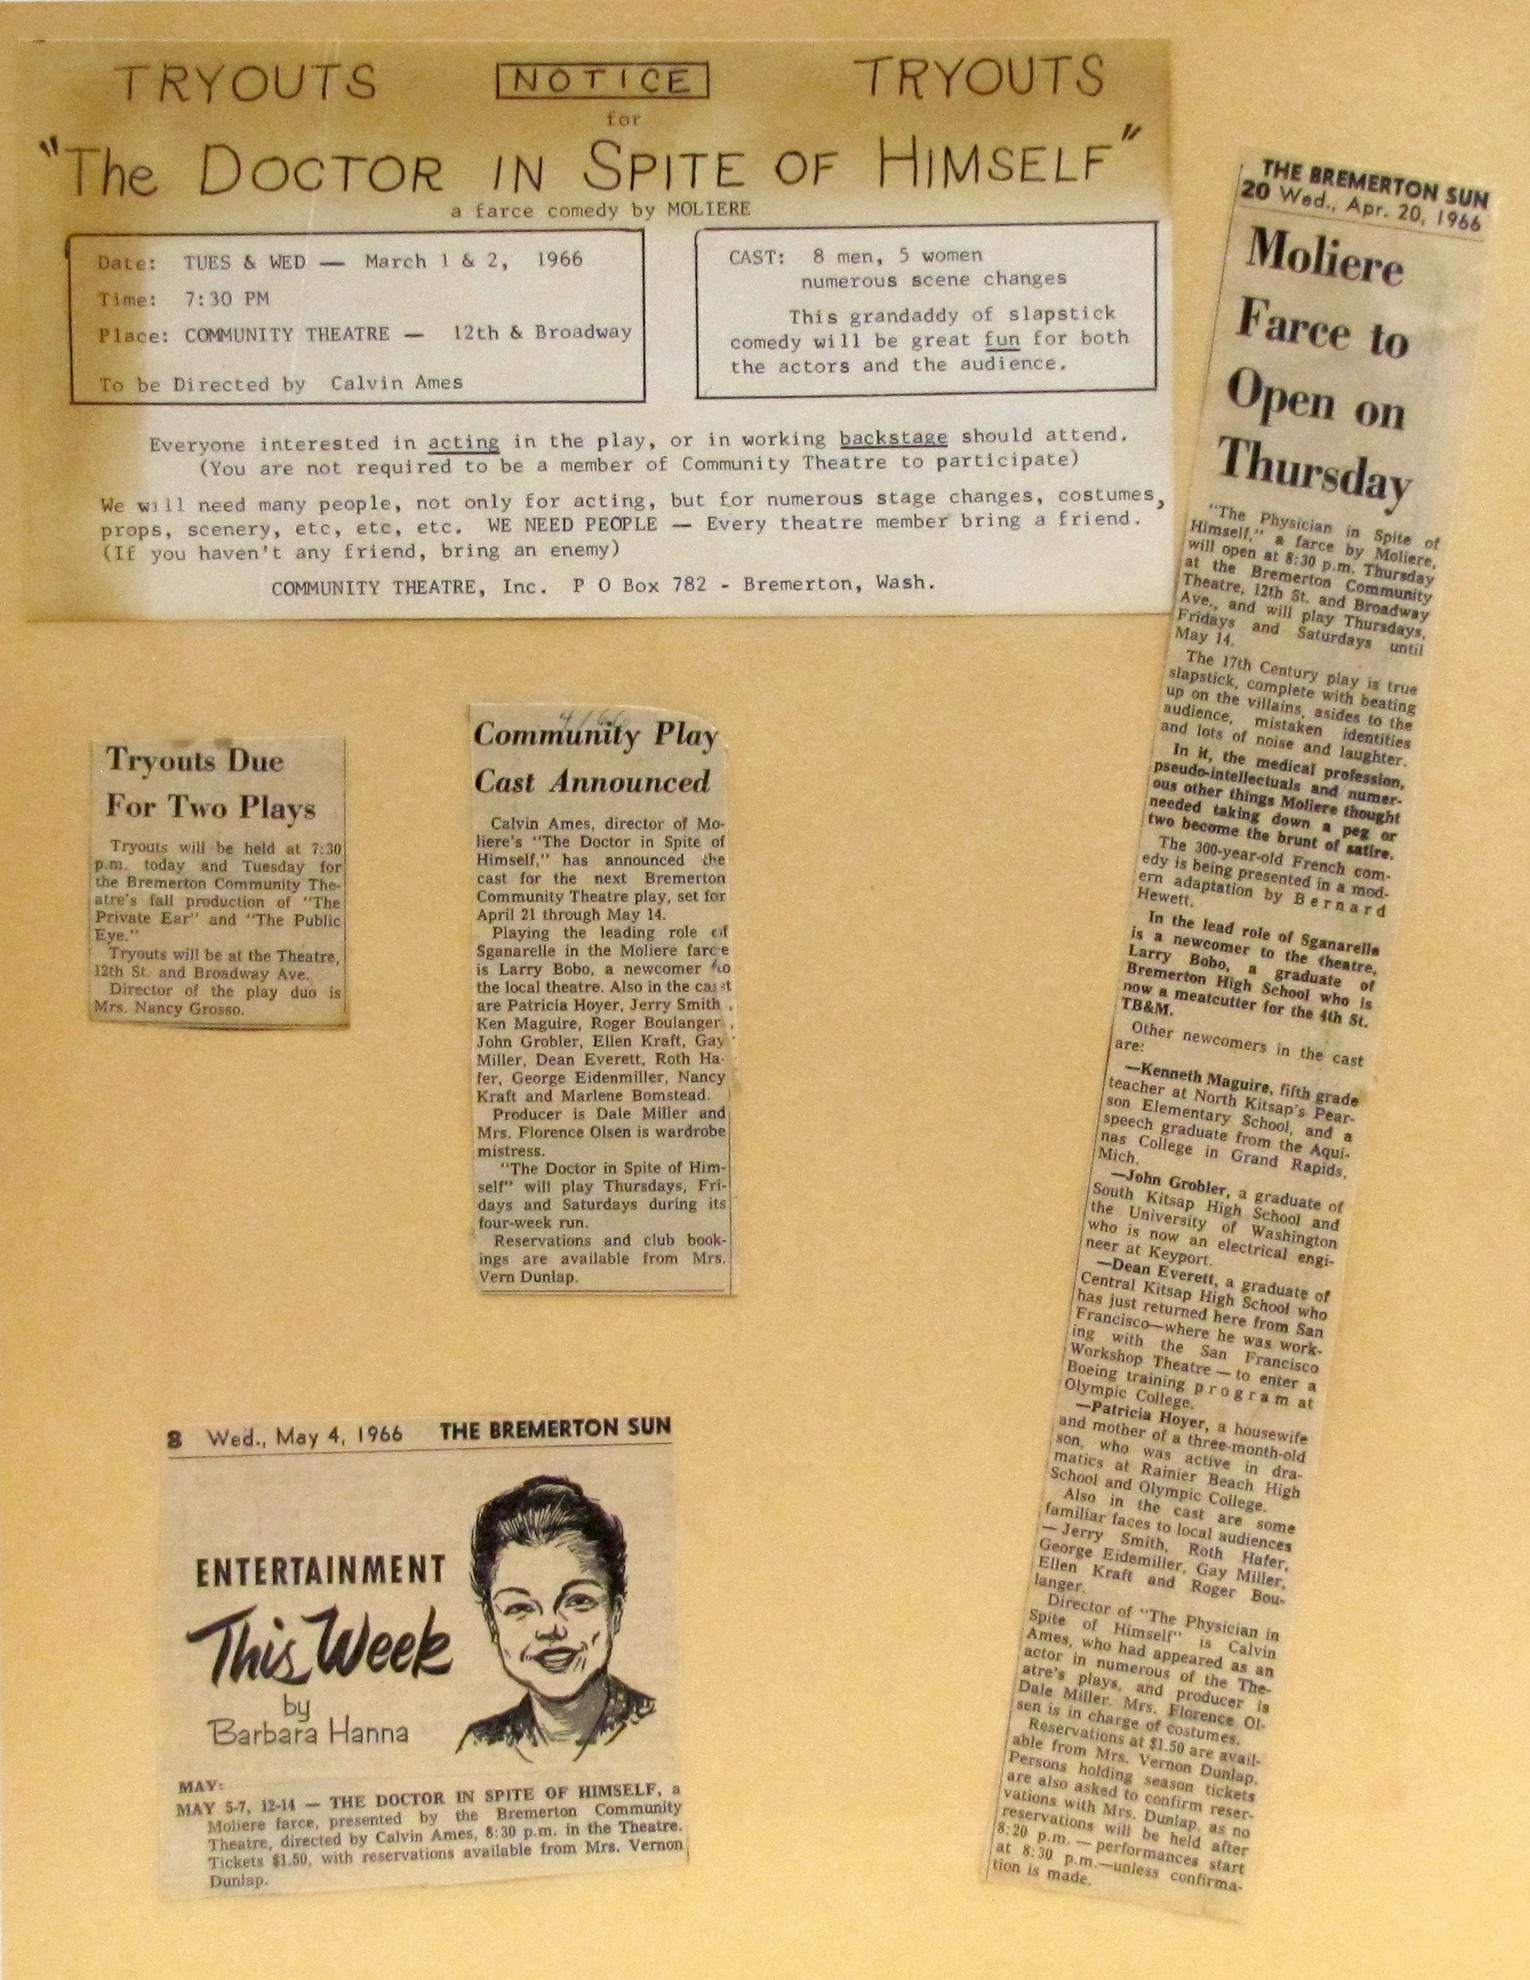 TRYOUTS NOTICE TRYOUTS
for
"The DOCTOR IN SPITE OF HIMSELF"
a farce comedy by MOLIERE
Date: TUES & WED — March 1 & 2, 1966
Time: 7:30 PM
Place: COMMUNITY THEATRE — 12th & Broadway
To be Directed by Calvin Ames
CAST: 8 men, 5 women
numerous scene changes
This grandaddy of slapstick
comedy will be great fun for both
the actors and the audience.
Everyone interested in acting in the play, or in working backstage should attend.
(You are not required to be a member of Community Theatre to participate)
We will need many people, not only for acting, but for numerous stage changes, costumes,
props, scenery, etc, etc, etc. WE NEED PEOPLE — Every theatre member bring a friend.
(If you haven't any friend, bring an enemy)
COMMUNITY THEATRE, Inc. P O Box 782 - Bremerton, Wash.
Tryouts Due
For Two Plays
Tryouts will be held at 7:30
p.m. today and Tuesday for
the Bremerton Community The-
atre's fall production of "The
Private Ear" and "The Public
Eye."
Tryouts will be at the Theatre,
12th St. and Broadway Ave.
Director of the play duo is
Mrs. Nancy Grosso.
4/66
Community Play
Cast Announced
Calvin Ames, director of Mo-
liere's "The Doctor in Spite of
Himself," has announced the
cast for the next Bremerton
Community Theatre play, set for
April 21 through May 14.
Playing the leading role of
Sganarelle in the Moliere farce
is Larry Bobo, a newcomer to
the local theatre. Also in the cast
are Patricia Hoyer, Jerry Smith,
Ken Maguire, Roger Boulanger,
John Grobler, Ellen Kraft, Gay
Miller, Dean Everett, Roth Ha-
fer, George Eidenmiller, Nancy
Kraft and Marlene Bomstead.
Producer is Dale Miller and
Mrs. Florence Olsen is wardrobe
mistress.
"The Doctor in Spite of Him-
self" will play Thursdays, Fri-
days and Saturdays during its
four-week run.
Reservations and club book-
ings are available from Mrs.
Vern Dunlap.
8 Wed., May 4, 1966 THE BREMERTON SUN
ENTERTAINMENT
This Week
by
Barbara Hanna
MAY:
MAY 5-7, 12-14 — THE DOCTOR IN SPITE OF HIMSELF, a
Moliere farce, presented by the Bremerton Community
Theatre, directed by Calvin Ames, 8:30 p.m. in the Theatre.
Tickets $1.50, with reservations available from Mrs. Vernon
Dunlap.
THE BREMERTON SUN
20 Wed., Apr. 20, 1966
Moliere
Farce to
Open on
Thursday
"The Physician in Spite of
Himself," a farce by Moliere,
will open at 8:30 p.m. Thursday
at the Bremerton Community
Theatre, 12th St. and Broadway
Ave., and will play Thursdays,
Fridays and Saturdays until
May 14.
The 17th Century play is true
slapstick, complete with beating
up on the villains, asides to the
audience, mistaken identities
and lots of noise and laughter.
In it, the medical profession,
pseudo-intellectuals and numer-
ous other things Moliere thought
needed taking down a peg or
two become the brunt of satire.
The 300-year-old French com-
edy is being presented in a mod-
ern adaptation by Bernard
Hewett.
In the lead role of Sganarelle
is a newcomer to the theatre,
Larry Bobo, a graduate of
Bremerton High School who is
now a meatcutter for the 4th St.
TB&M.
Other newcomers in the cast
are:
—Kenneth Maguire, fifth grade
teacher at North Kitsap's Pear-
son Elementary School, and a
speech graduate from the Aqui-
nas College in Grand Rapids,
Mich.
—John Grobler, a graduate of
South Kitsap High School and
the University of Washington
who is now an electrical engi-
neer at Keyport.
—Dean Everett, a graduate of
Central Kitsap High School who
has just returned here from San
Francisco—where he was work-
ing with the San Francisco
Workshop Theatre — to enter a
Boeing training program at
Olympic College.
—Patricia Hoyer, a housewife
and mother of a three-month-old
son, who was active in dra-
matics at Rainier Beach High
School and Olympic College.
Also in the cast are some
familiar faces to local audiences
— Jerry Smith, Roth Hafer,
George Eidemiller, Gay Miller,
Ellen Kraft and Roger Bou-
langer.
Director of "The Physician in
Spite of Himself" is Calvin
Ames, who had appeared as an
actor in numerous of the The-
atre's plays, and producer is
Dale Miller. Mrs. Florence Ol-
sen is in charge of costumes.
Reservations at $1.50 are avail-
able from Mrs. Vernon Dunlap.
Persons holding season tickets
are also asked to confirm reser-
vations with Mrs. Dunlap, as no
reservations will be held after
8:20 p.m. — performances start
at 8:30 p.m.—unless confirma-
tion is made.